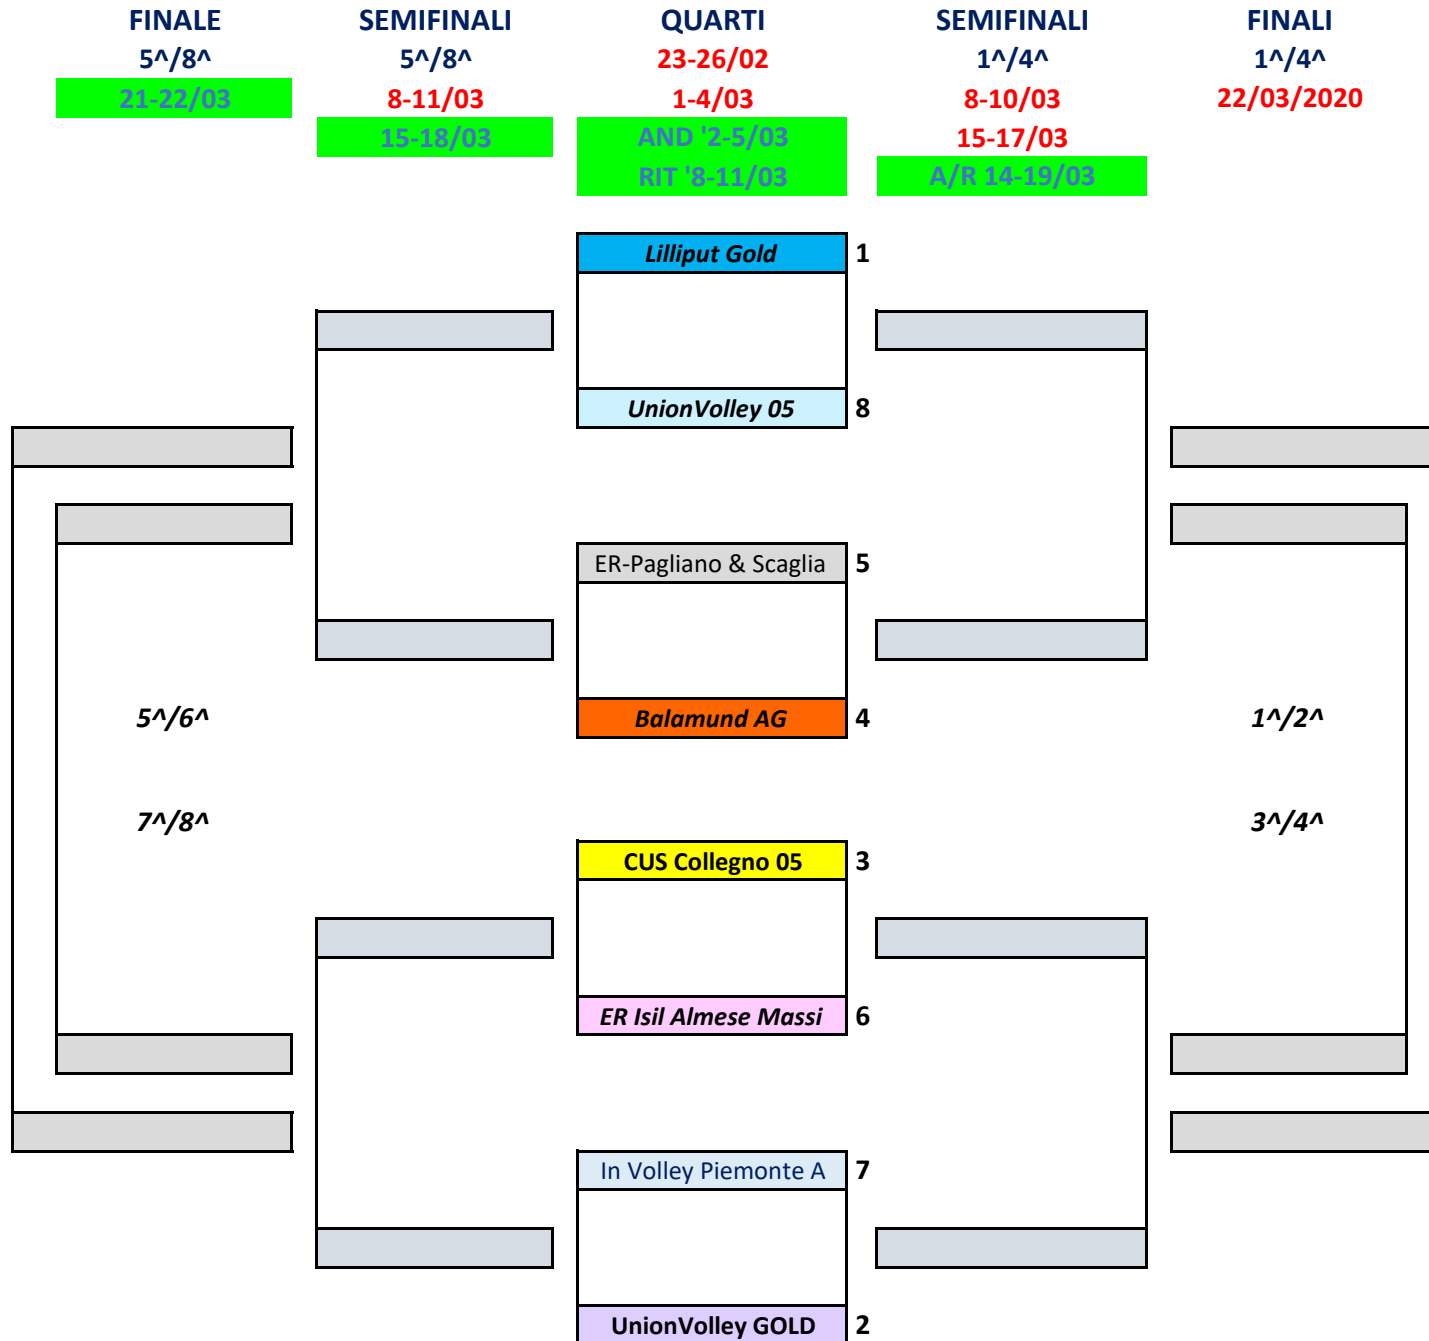 FINALE SEMIFINALI QUARTI SEMIFINALI FINALI
5^/8^ 5^/8^ 23-26/02 1^/4^ 1^/4^
21-22/03 8-11/03 1-4/03 8-10/03 22/03/2020
15-18/03 AND '2-5/03 15-17/03
RIT '8-11/03 A/R 14-19/03
Lilliput Gold 1
UnionVolley 05 8
ER-Pagliano & Scaglia 5
5^/6^ Balamund AG 4 1^/2^
7^/8^ 3^/4^
CUS Collegno 05 3
ER Isil Almese Massi 6
In Volley Piemonte A 7
UnionVolley GOLD 2